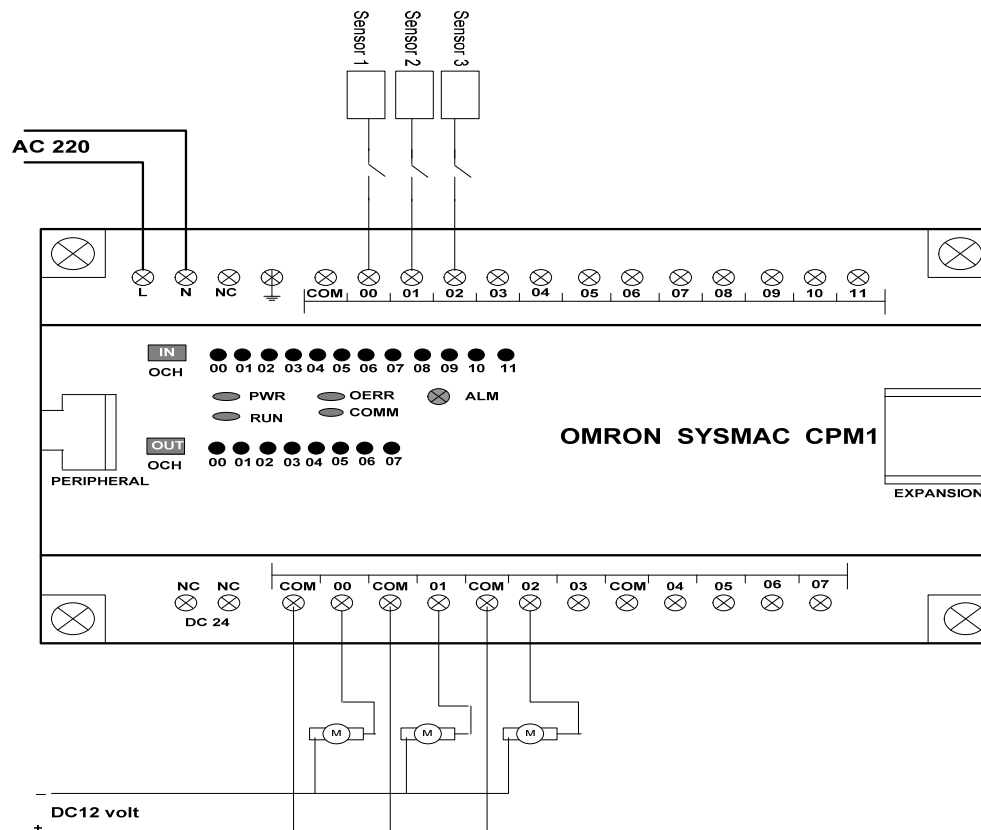 Sensor 1 Sensor 2 Sensor 3
AC 220
L N NC COM 00 01 02 03 04 05 06 07 08 09 10 11
IN
OCH
00 01 02 03 04 05 06 07 08 09 10 11
PWR OERR ALM
RUN COMM
OUT
OCH
00 01 02 03 04 05 06 07
OMRON SYSMAC CPM1
PERIPHERAL
EXPANSION
NC NC COM 00 COM 01 COM 02 03 COM 04 05 06 07
DC 24
M M M
–
DC12 volt
+